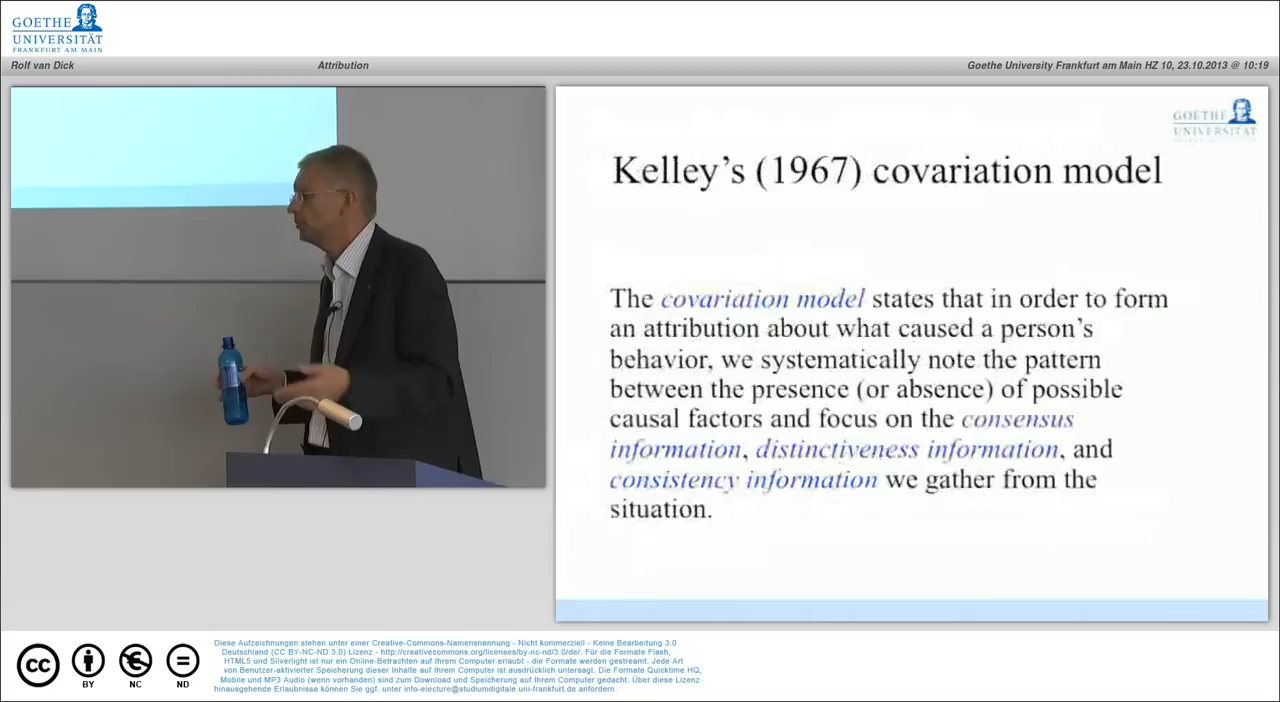 GOETHE
UNIVERSITÄT
FRANKFURT AM MAIN
Rolf van Dick
Attribution
Goethe University Frankfurt am Main HZ 10, 23.10.2013 @ 10:19
GOETHE
UNIVERSITÄT
Kelley's (1967) covariation model
The covariation model states that in order to form
an attribution about what caused a person's
behavior, we systematically note the pattern
between the presence (or absence) of possible
causal factors and focus on the consensus
information, distinctiveness information, and
consistency information we gather from the
situation.
cc
BY
NC
ND
Diese Aufzeichnungen stehen unter einer Creative-Commons-Namensnennung - Nicht kommerziell - Keine Bearbeitung 3.0
Deutschland (CC BY-NC-ND 3.0) Lizenz - http://creativecommons.org/licenses/by-nc-nd/3.0/de/. Für die Formate Flash,
HTML5 und Silverlight ist nur ein Online-Betrachten auf Ihrem Computer erlaubt - die Formate werden gestreamt. Jede Art
von Benutzer-aktivierter Speicherung dieser Inhalte auf Ihrem Computer ist ausdrücklich untersagt. Die Formate Quicktime HQ,
Mobile und MP3 Audio (wenn vorhanden) sind zum Download und Speicherung auf Ihrem Computer gedacht. Über diese Lizenz
hinausgehende Erlaubnisse können Sie ggf. unter info-electure@studiumdigitale.uni-frankfurt.de anfordern.